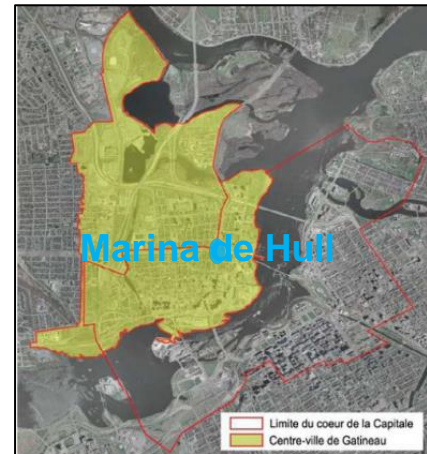 Marina de Hull
Limite du coeur de la Capitale
Centre-ville de Gatineau